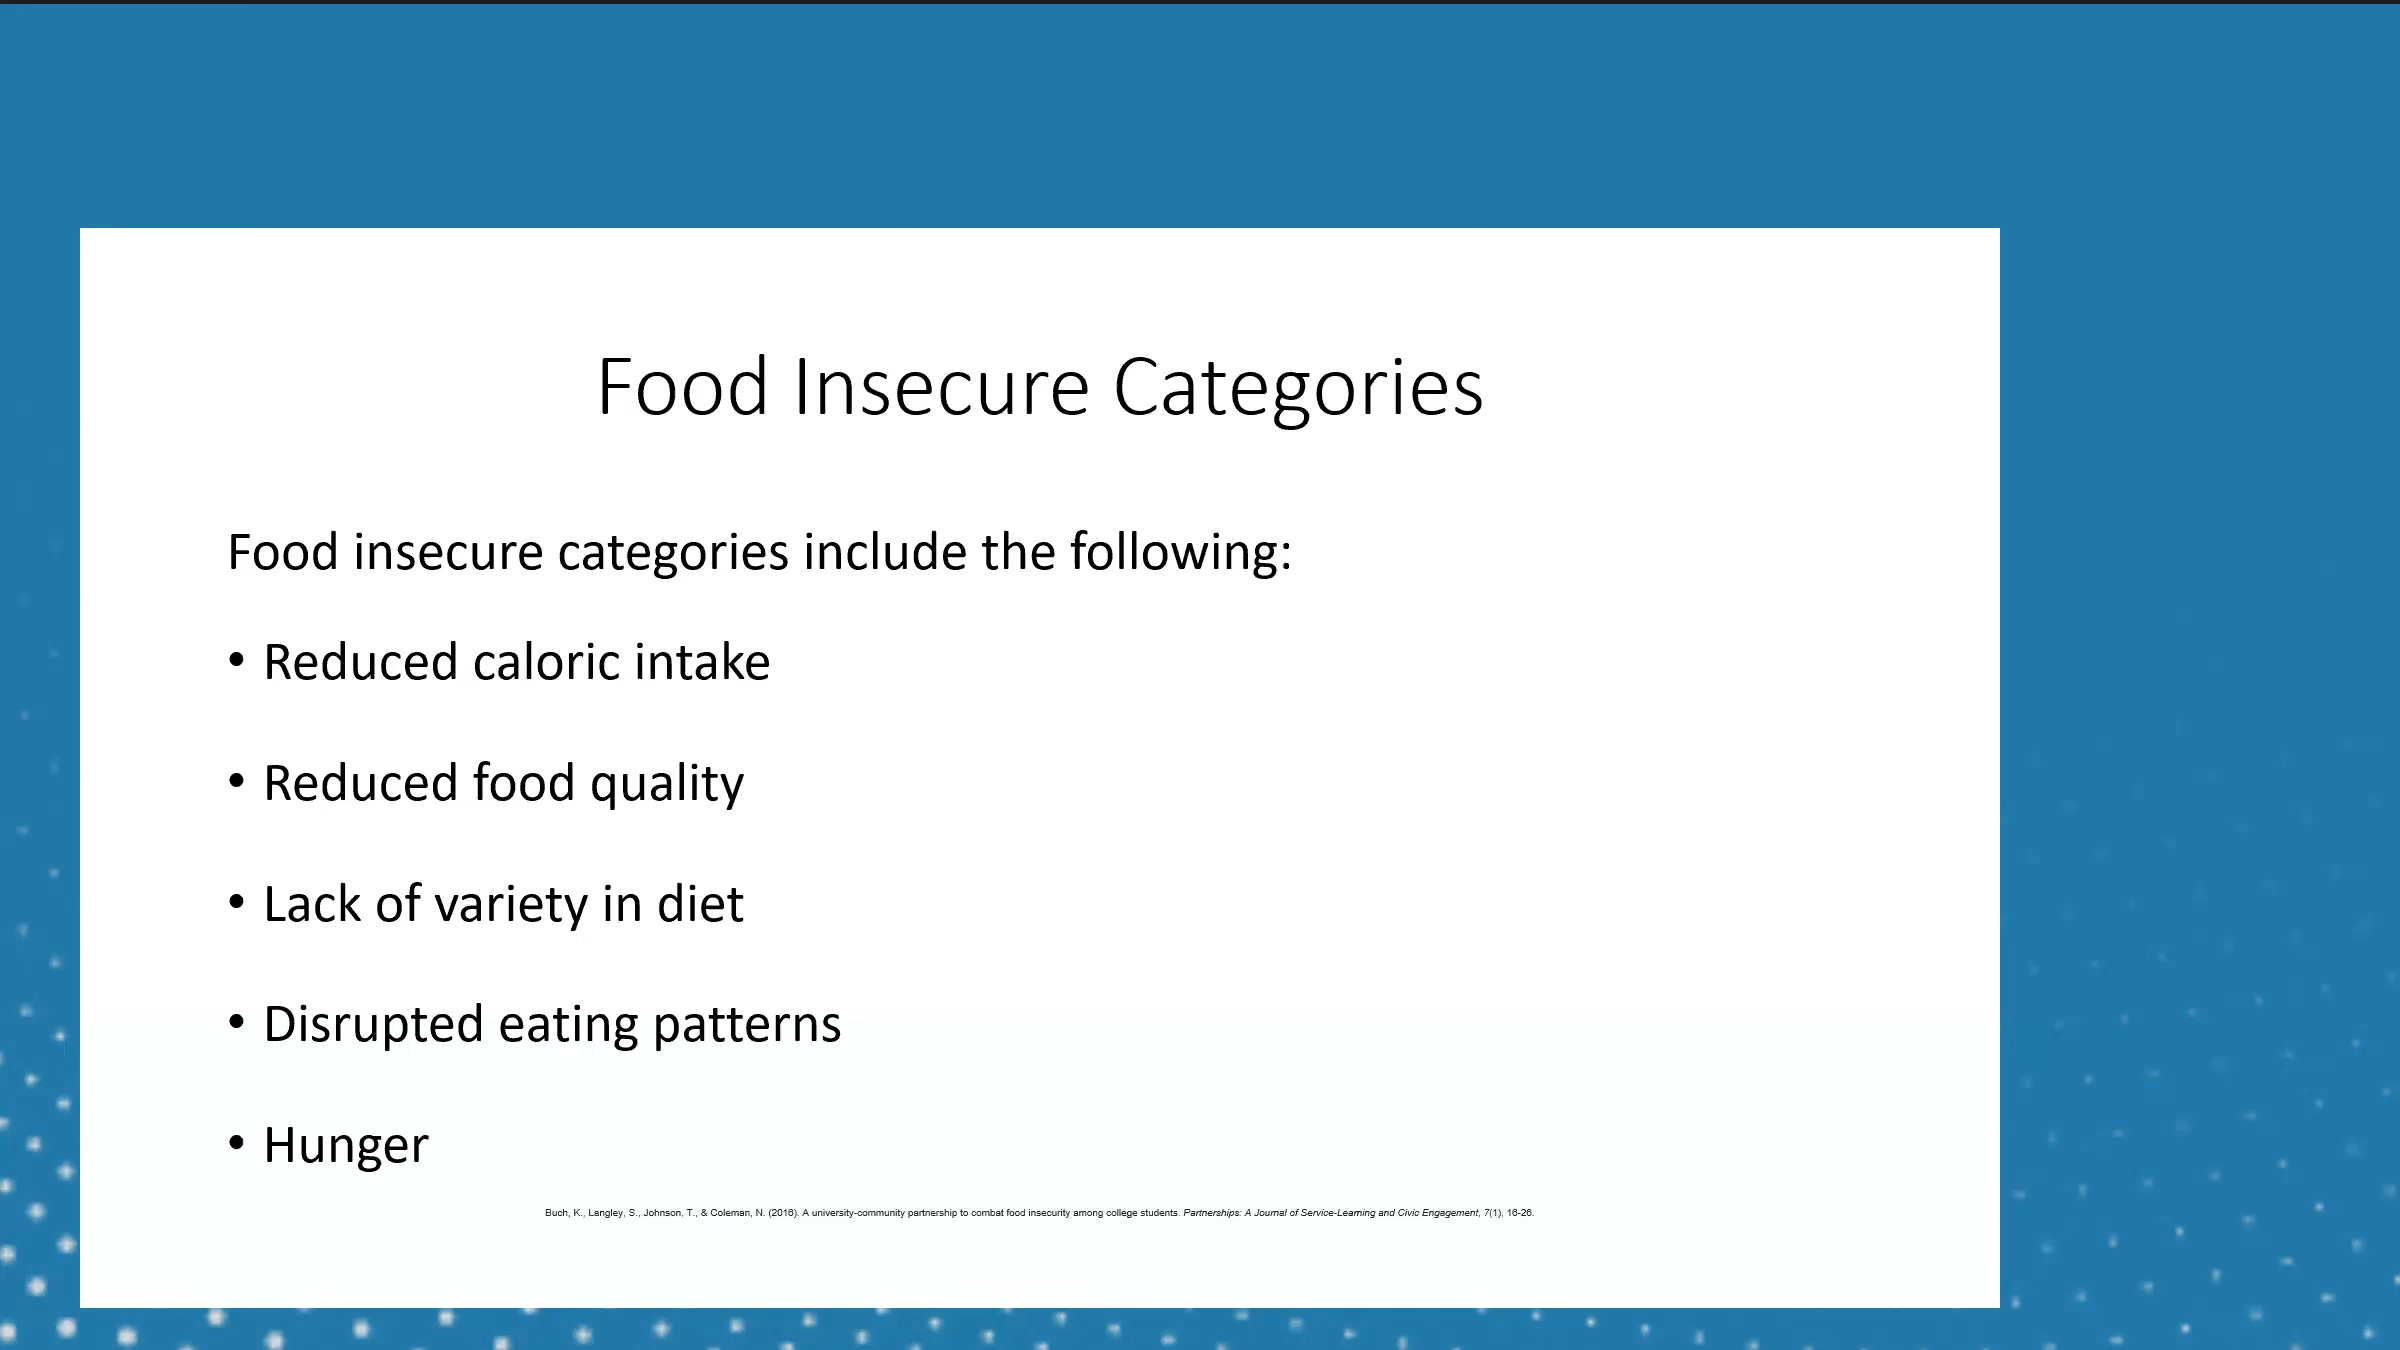 Food Insecure Categories
Food insecure categories include the following:
• Reduced caloric intake
• Reduced food quality
• Lack of variety in diet
• Disrupted eating patterns
• Hunger
Buch, K., Langley, S., Johnson, T., & Coleman, N. (2016). A university-community partnership to combat food insecurity among college students. Partnerships: A Journal of Service-Learning and Civic Engagement, 7(1), 16-26.